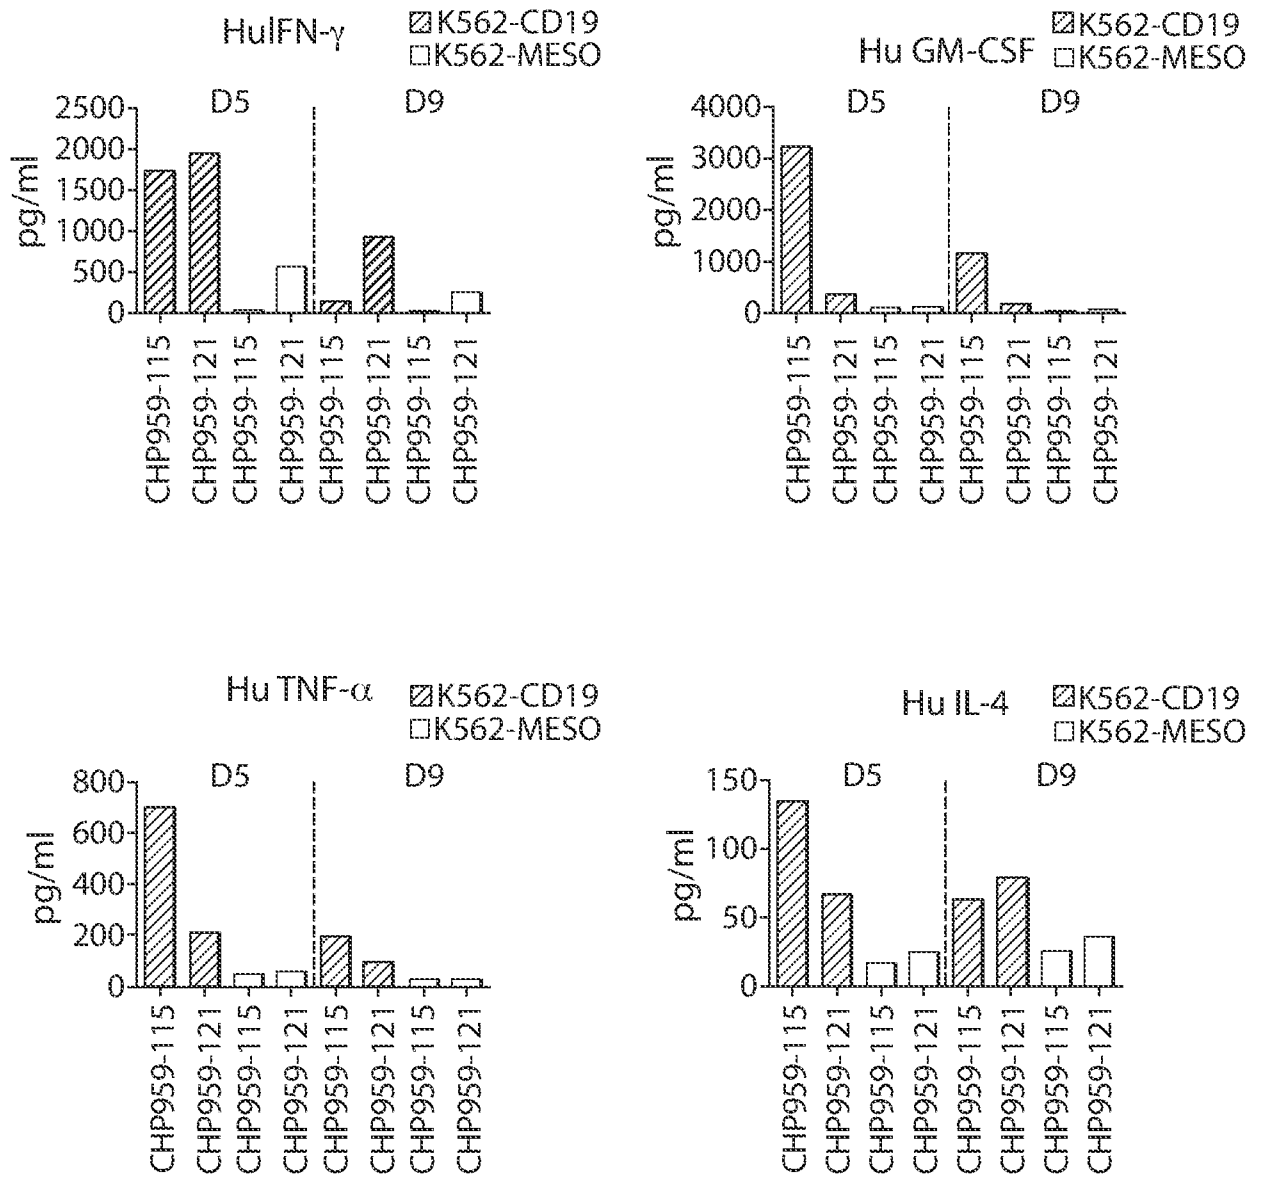 HuIFN-γ
K562-CD19
K562-MESO
D5 D9
pg/ml
2500
2000
1500
1000
500
0
CHP959-115
CHP959-121
CHP959-115
CHP959-121
CHP959-115
CHP959-121
CHP959-115
CHP959-121
Hu GM-CSF
K562-CD19
K562-MESO
D5 D9
pg/ml
4000
3000
2000
1000
0
CHP959-115
CHP959-121
CHP959-115
CHP959-121
CHP959-115
CHP959-121
CHP959-115
CHP959-121
Hu TNF-α
K562-CD19
K562-MESO
D5 D9
pg/ml
800
600
400
200
0
CHP959-115
CHP959-121
CHP959-115
CHP959-121
CHP959-115
CHP959-121
CHP959-115
CHP959-121
Hu IL-4
K562-CD19
K562-MESO
D5 D9
pg/ml
150
100
50
0
CHP959-115
CHP959-121
CHP959-115
CHP959-121
CHP959-115
CHP959-121
CHP959-115
CHP959-121